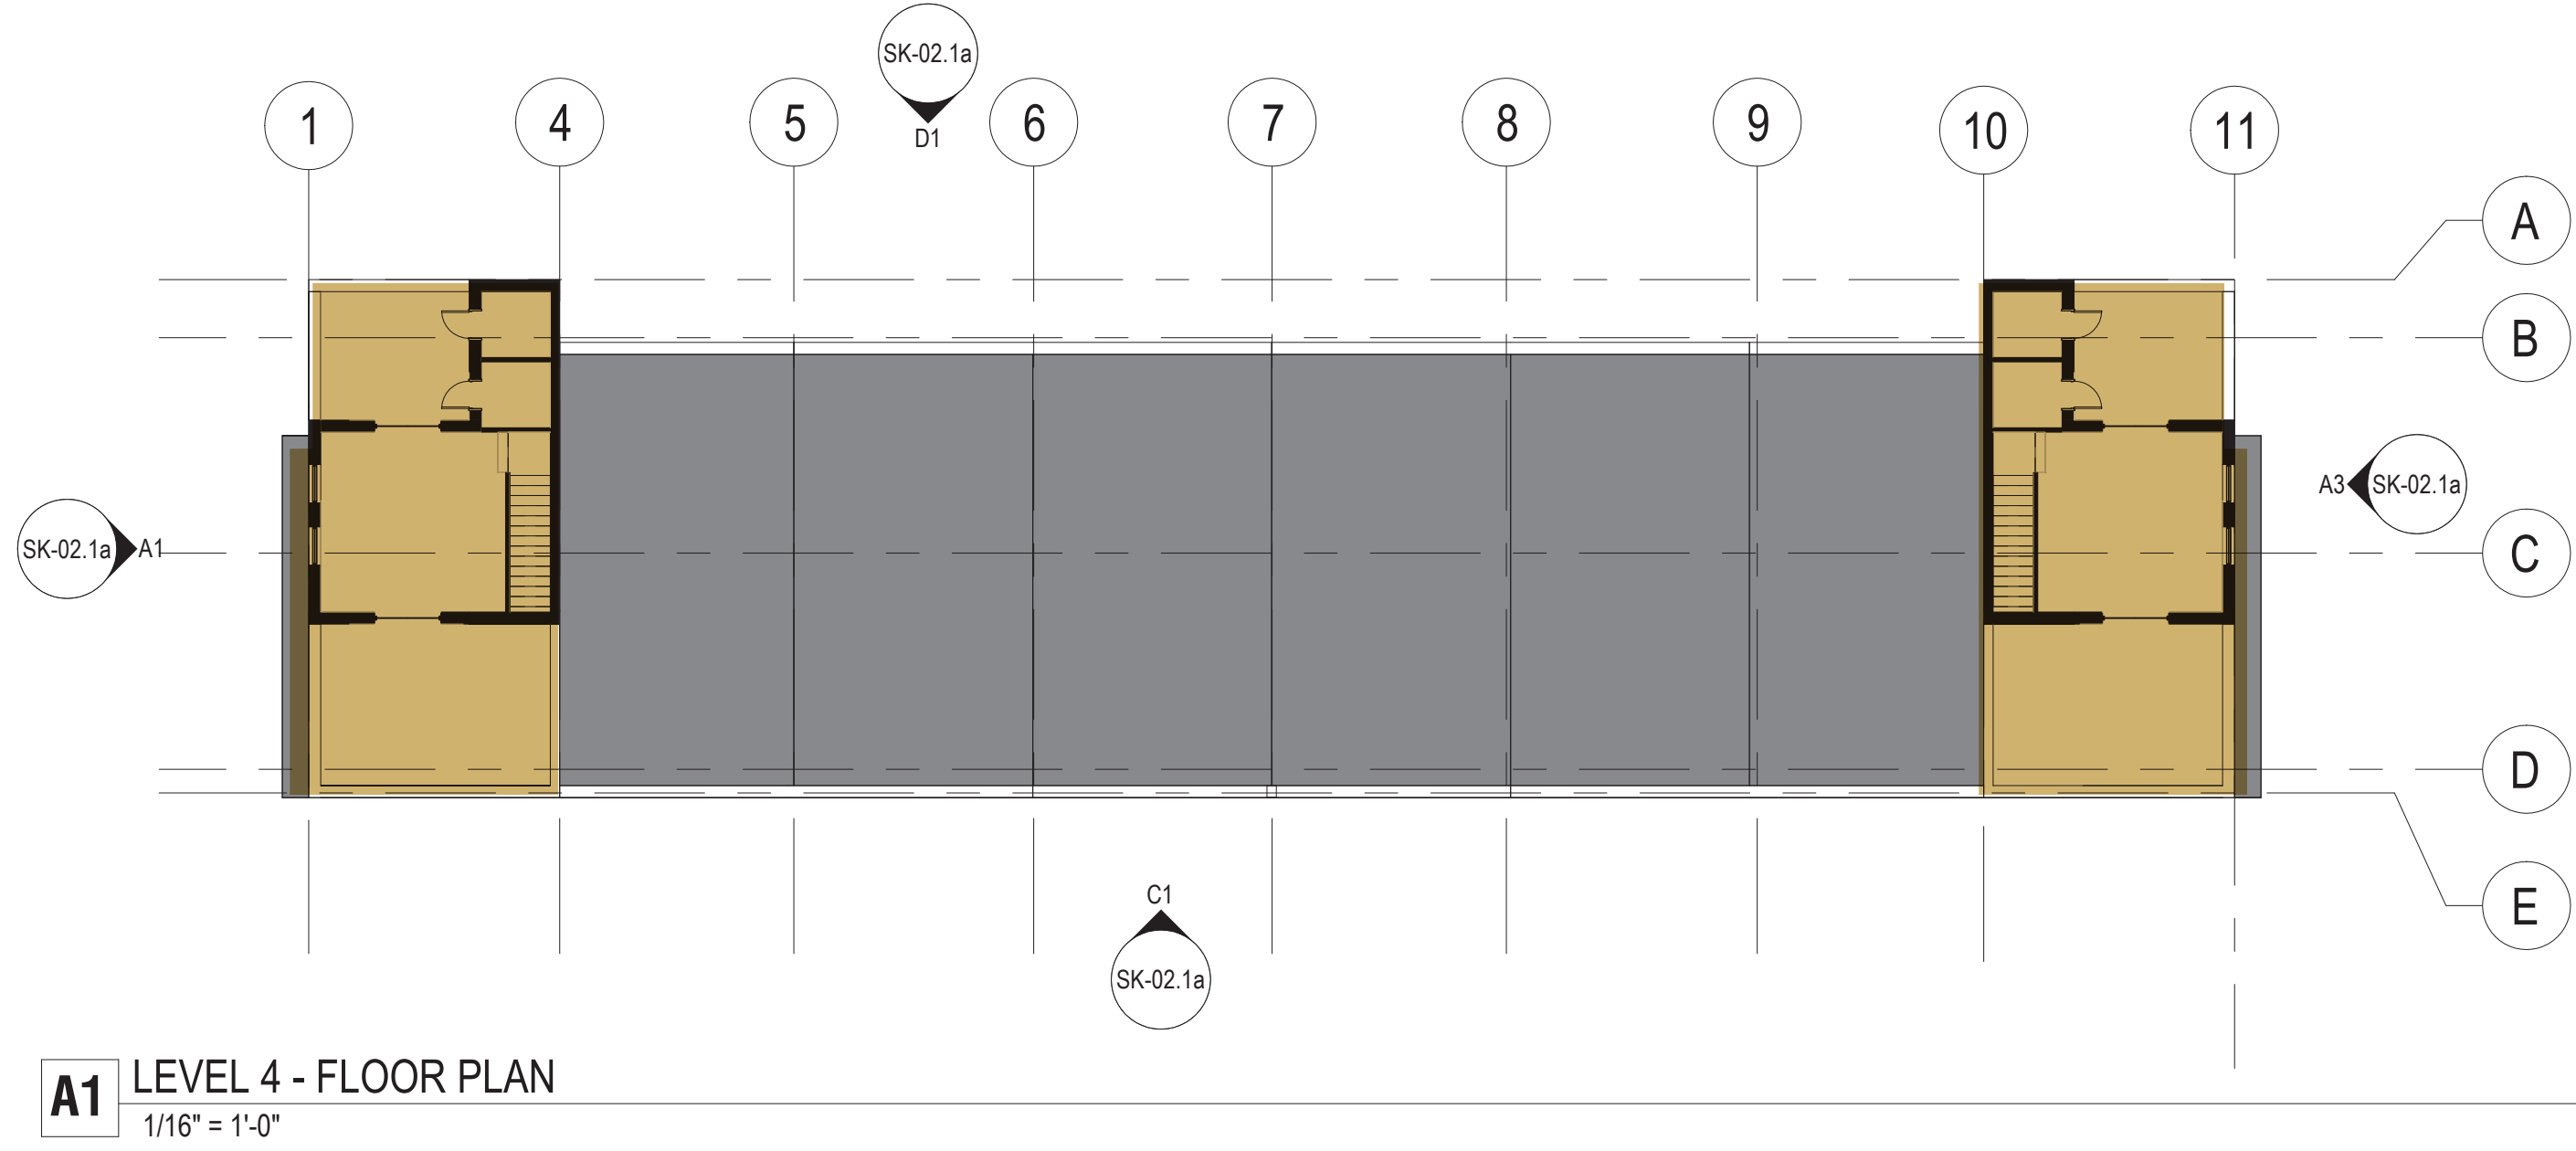 SK-02.1a
D1
1
4
5
6
7
8
9
10
11
A
B
C
D
E
SK-02.1a
A1
A3
SK-02.1a
C1
SK-02.1a
A1
LEVEL 4 - FLOOR PLAN
1/16" = 1'-0"